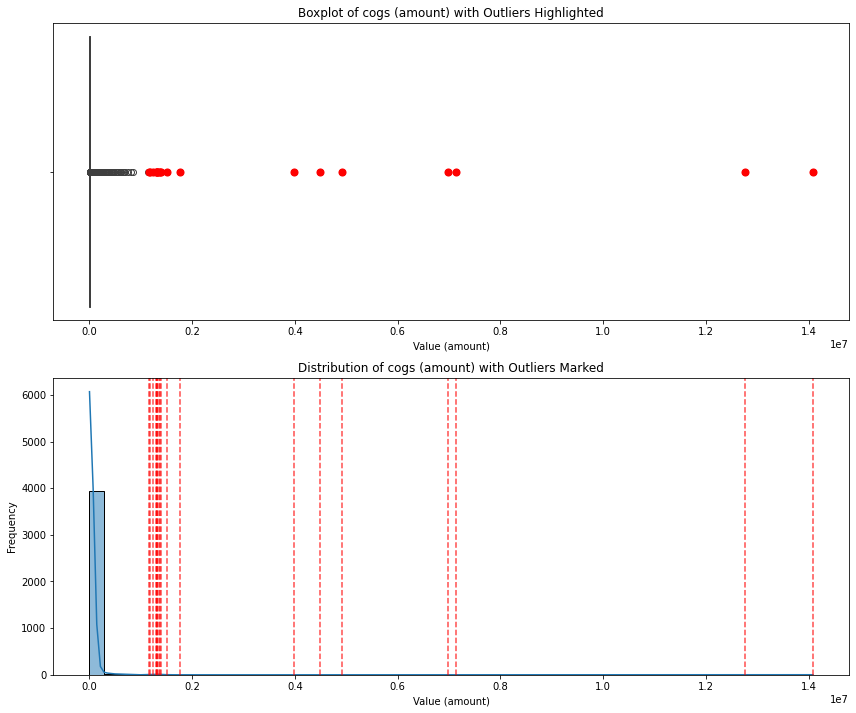 Boxplot of cogs (amount) with Outliers Highlighted
0.0 0.2 0.4 0.6 0.8 1.0 1.2 1.4
Value (amount)
1e7
Distribution of cogs (amount) with Outliers Marked
6000
5000
4000
3000
2000
1000
0
Frequency
0.0 0.2 0.4 0.6 0.8 1.0 1.2 1.4
Value (amount)
1e7